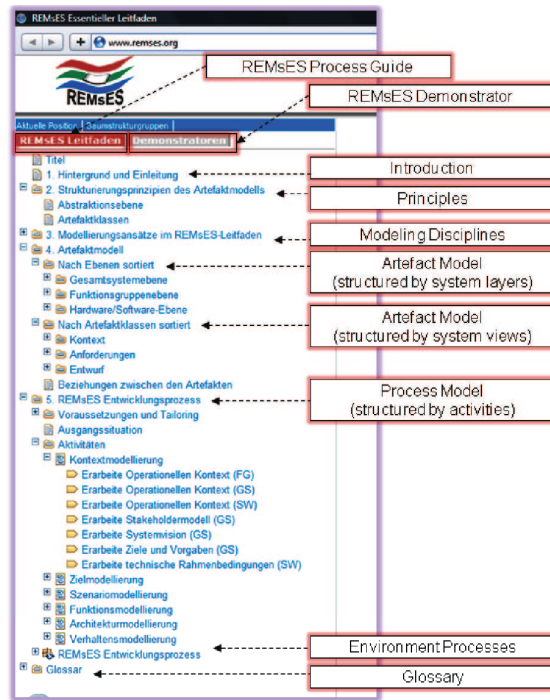 REMsES Essentieller Leitfaden
www.remses.org
REMsES
REMsES Process Guide
REMsES Demonstrator
Aktuelle Position | Baumstrukturgruppen |
REMsES Leitfaden Demonstratoren
Titel
1. Hintergrund und Einleitung
Introduction
2. Strukturierungsprinzipien des Artefaktmodells
Principles
Abstraktionsebene
Artefaktklassen
3. Modellierungsansätze im REMsES-Leitfaden
Modeling Disciplines
4. Artefaktmodell
Nach Ebenen sortiert
Artefact Model
(structured by system layers)
Gesamtsystemebene
Funktionsgruppenebene
Hardware/Software-Ebene
Nach Artefaktklassen sortiert
Artefact Model
(structured by system views)
Kontext
Anforderungen
Entwurf
Beziehungen zwischen den Artefakten
5. REMsES Entwicklungsprozess
Process Model
(structured by activities)
Voraussetzungen und Tailoring
Ausgangssituation
Aktivitäten
Kontextmodellierung
Erarbeite Operationellen Kontext (FG)
Erarbeite Operationellen Kontext (GS)
Erarbeite Operationellen Kontext (SW)
Erarbeite Stakeholdermodell (GS)
Erarbeite Systemvision (GS)
Erarbeite Ziele und Vorgaben (GS)
Erarbeite technische Rahmenbedingungen (SW)
Zielmodellierung
Szenariomodellierung
Funktionsmodellierung
Architekturmodellierung
Verhaltensmodellierung
REMsES Entwicklungsprozess
Environment Processes
Glossar
Glossary